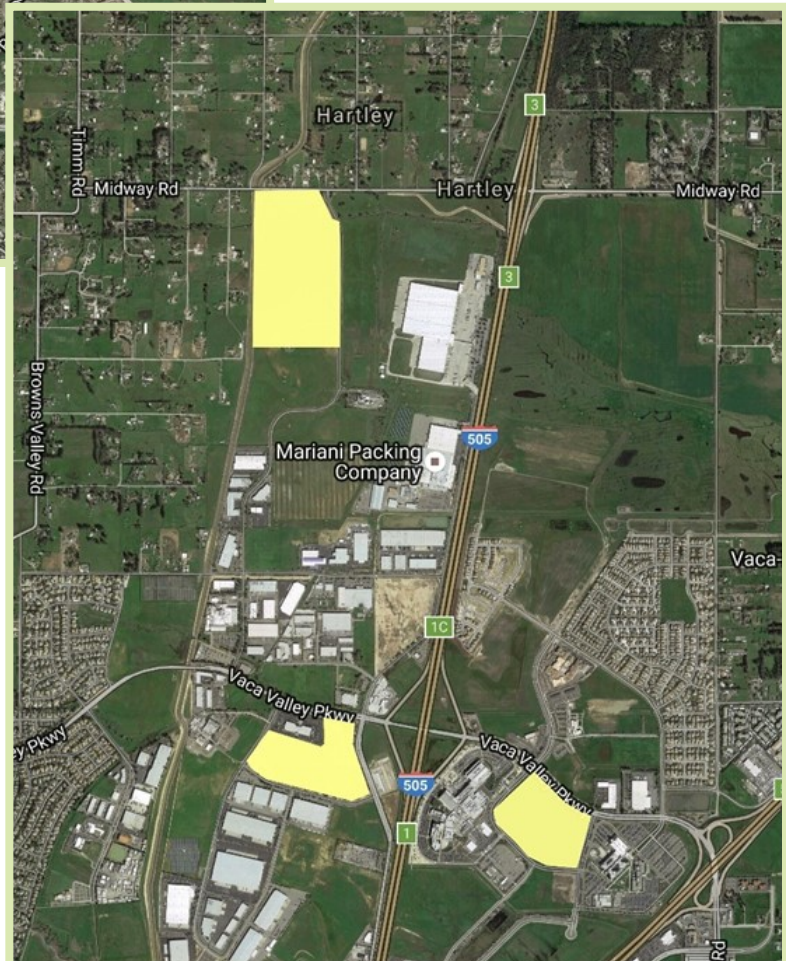 3
Hartley
Timm Rd
Midway Rd
Hartley
Midway Rd
3
Browns Valley Rd
505
Mariani Packing
Company
Vaca-
1C
Vaca Valley Pkwy
ey Pkwy
Vaca Valley Pkwy
505
1
Rd